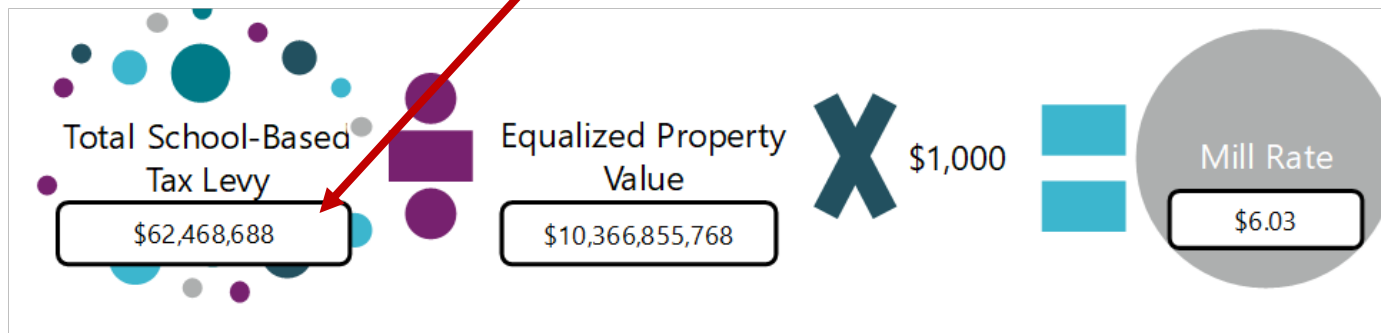 Total School-Based
Tax Levy
$62,468,688
Equalized Property
Value
$10,366,855,768
$1,000
Mill Rate
$6.03